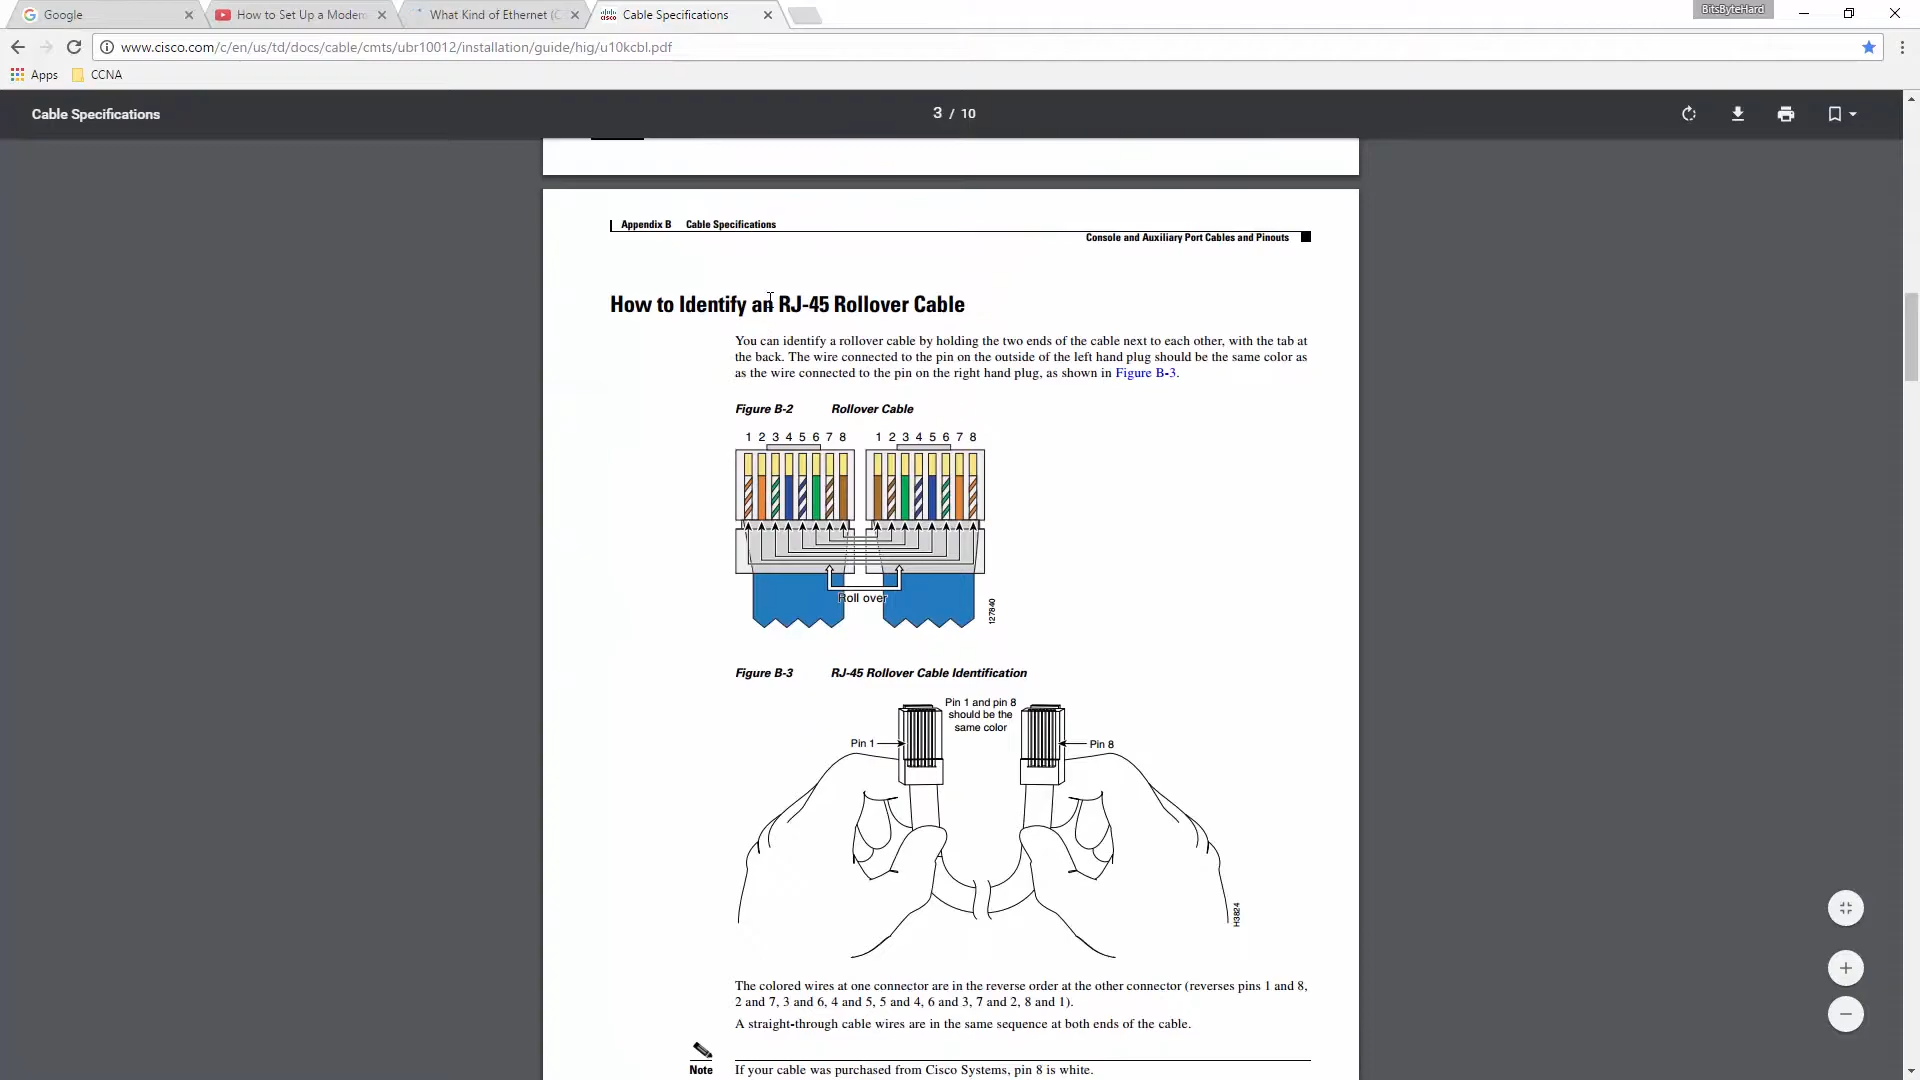 Google
How to Set Up a Modem
What Kind of Ethernet (C
Cable Specifications
BitsByteHard
www.cisco.com/c/en/us/td/docs/cable/cmts/ubr10012/installation/guide/hig/u10kcbl.pdf
Apps
CCNA
Cable Specifications
3 / 10
Appendix B Cable Specifications
Console and Auxiliary Port Cables and Pinouts
How to Identify an RJ-45 Rollover Cable
You can identify a rollover cable by holding the two ends of the cable next to each other, with the tab at
the back. The wire connected to the pin on the outside of the left hand plug should be the same color as
as the wire connected to the pin on the right hand plug, as shown in Figure B-3.
Figure B-2 Rollover Cable
1 2 3 4 5 6 7 8 1 2 3 4 5 6 7 8
Roll over
127840
Figure B-3 RJ-45 Rollover Cable Identification
Pin 1 and pin 8
should be the
same color
Pin 1
Pin 8
H3824
The colored wires at one connector are in the reverse order at the other connector (reverses pins 1 and 8,
2 and 7, 3 and 6, 4 and 5, 5 and 4, 6 and 3, 7 and 2, 8 and 1).
A straight-through cable wires are in the same sequence at both ends of the cable.
Note If your cable was purchased from Cisco Systems, pin 8 is white.